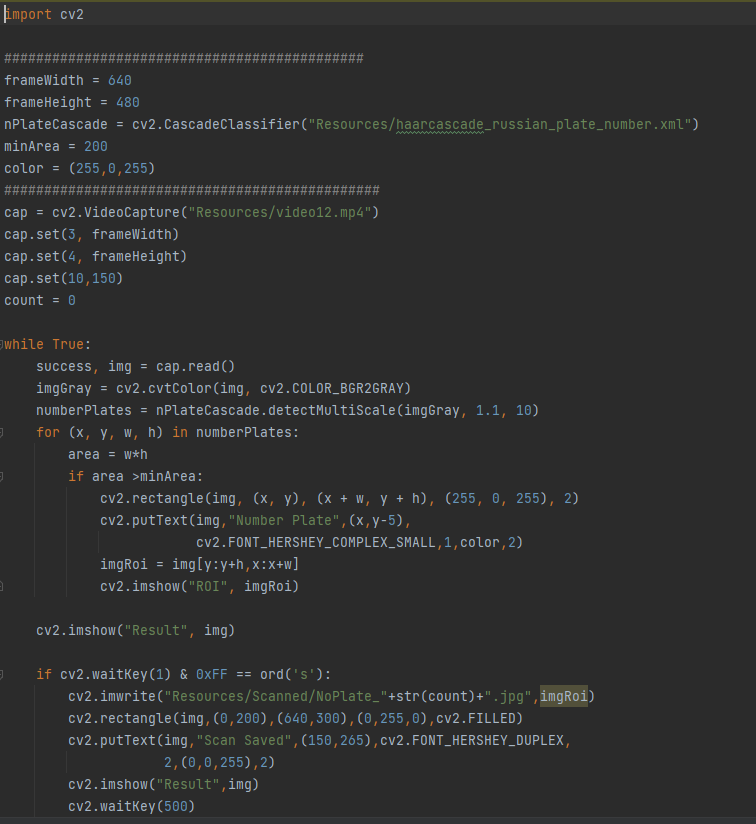 import cv2

#############################################
frameWidth = 640
frameHeight = 480
nPlateCascade = cv2.CascadeClassifier("Resources/haarcascade_russian_plate_number.xml")
minArea = 200
color = (255,0,255)
###############################################
cap = cv2.VideoCapture("Resources/video12.mp4")
cap.set(3, frameWidth)
cap.set(4, frameHeight)
cap.set(10,150)
count = 0

while True:
    success, img = cap.read()
    imgGray = cv2.cvtColor(img, cv2.COLOR_BGR2GRAY)
    numberPlates = nPlateCascade.detectMultiScale(imgGray, 1.1, 10)
    for (x, y, w, h) in numberPlates:
        area = w*h
        if area >minArea:
            cv2.rectangle(img, (x, y), (x + w, y + h), (255, 0, 255), 2)
            cv2.putText(img,"Number Plate",(x,y-5),
                        cv2.FONT_HERSHEY_COMPLEX_SMALL,1,color,2)
            imgRoi = img[y:y+h,x:x+w]
            cv2.imshow("ROI", imgRoi)

    cv2.imshow("Result", img)

    if cv2.waitKey(1) & 0xFF == ord('s'):
        cv2.imwrite("Resources/Scanned/NoPlate_"+str(count)+".jpg",imgRoi)
        cv2.rectangle(img,(0,200),(640,300),(0,255,0),cv2.FILLED)
        cv2.putText(img,"Scan Saved",(150,265),cv2.FONT_HERSHEY_DUPLEX,
                    2,(0,0,255),2)
        cv2.imshow("Result",img)
        cv2.waitKey(500)